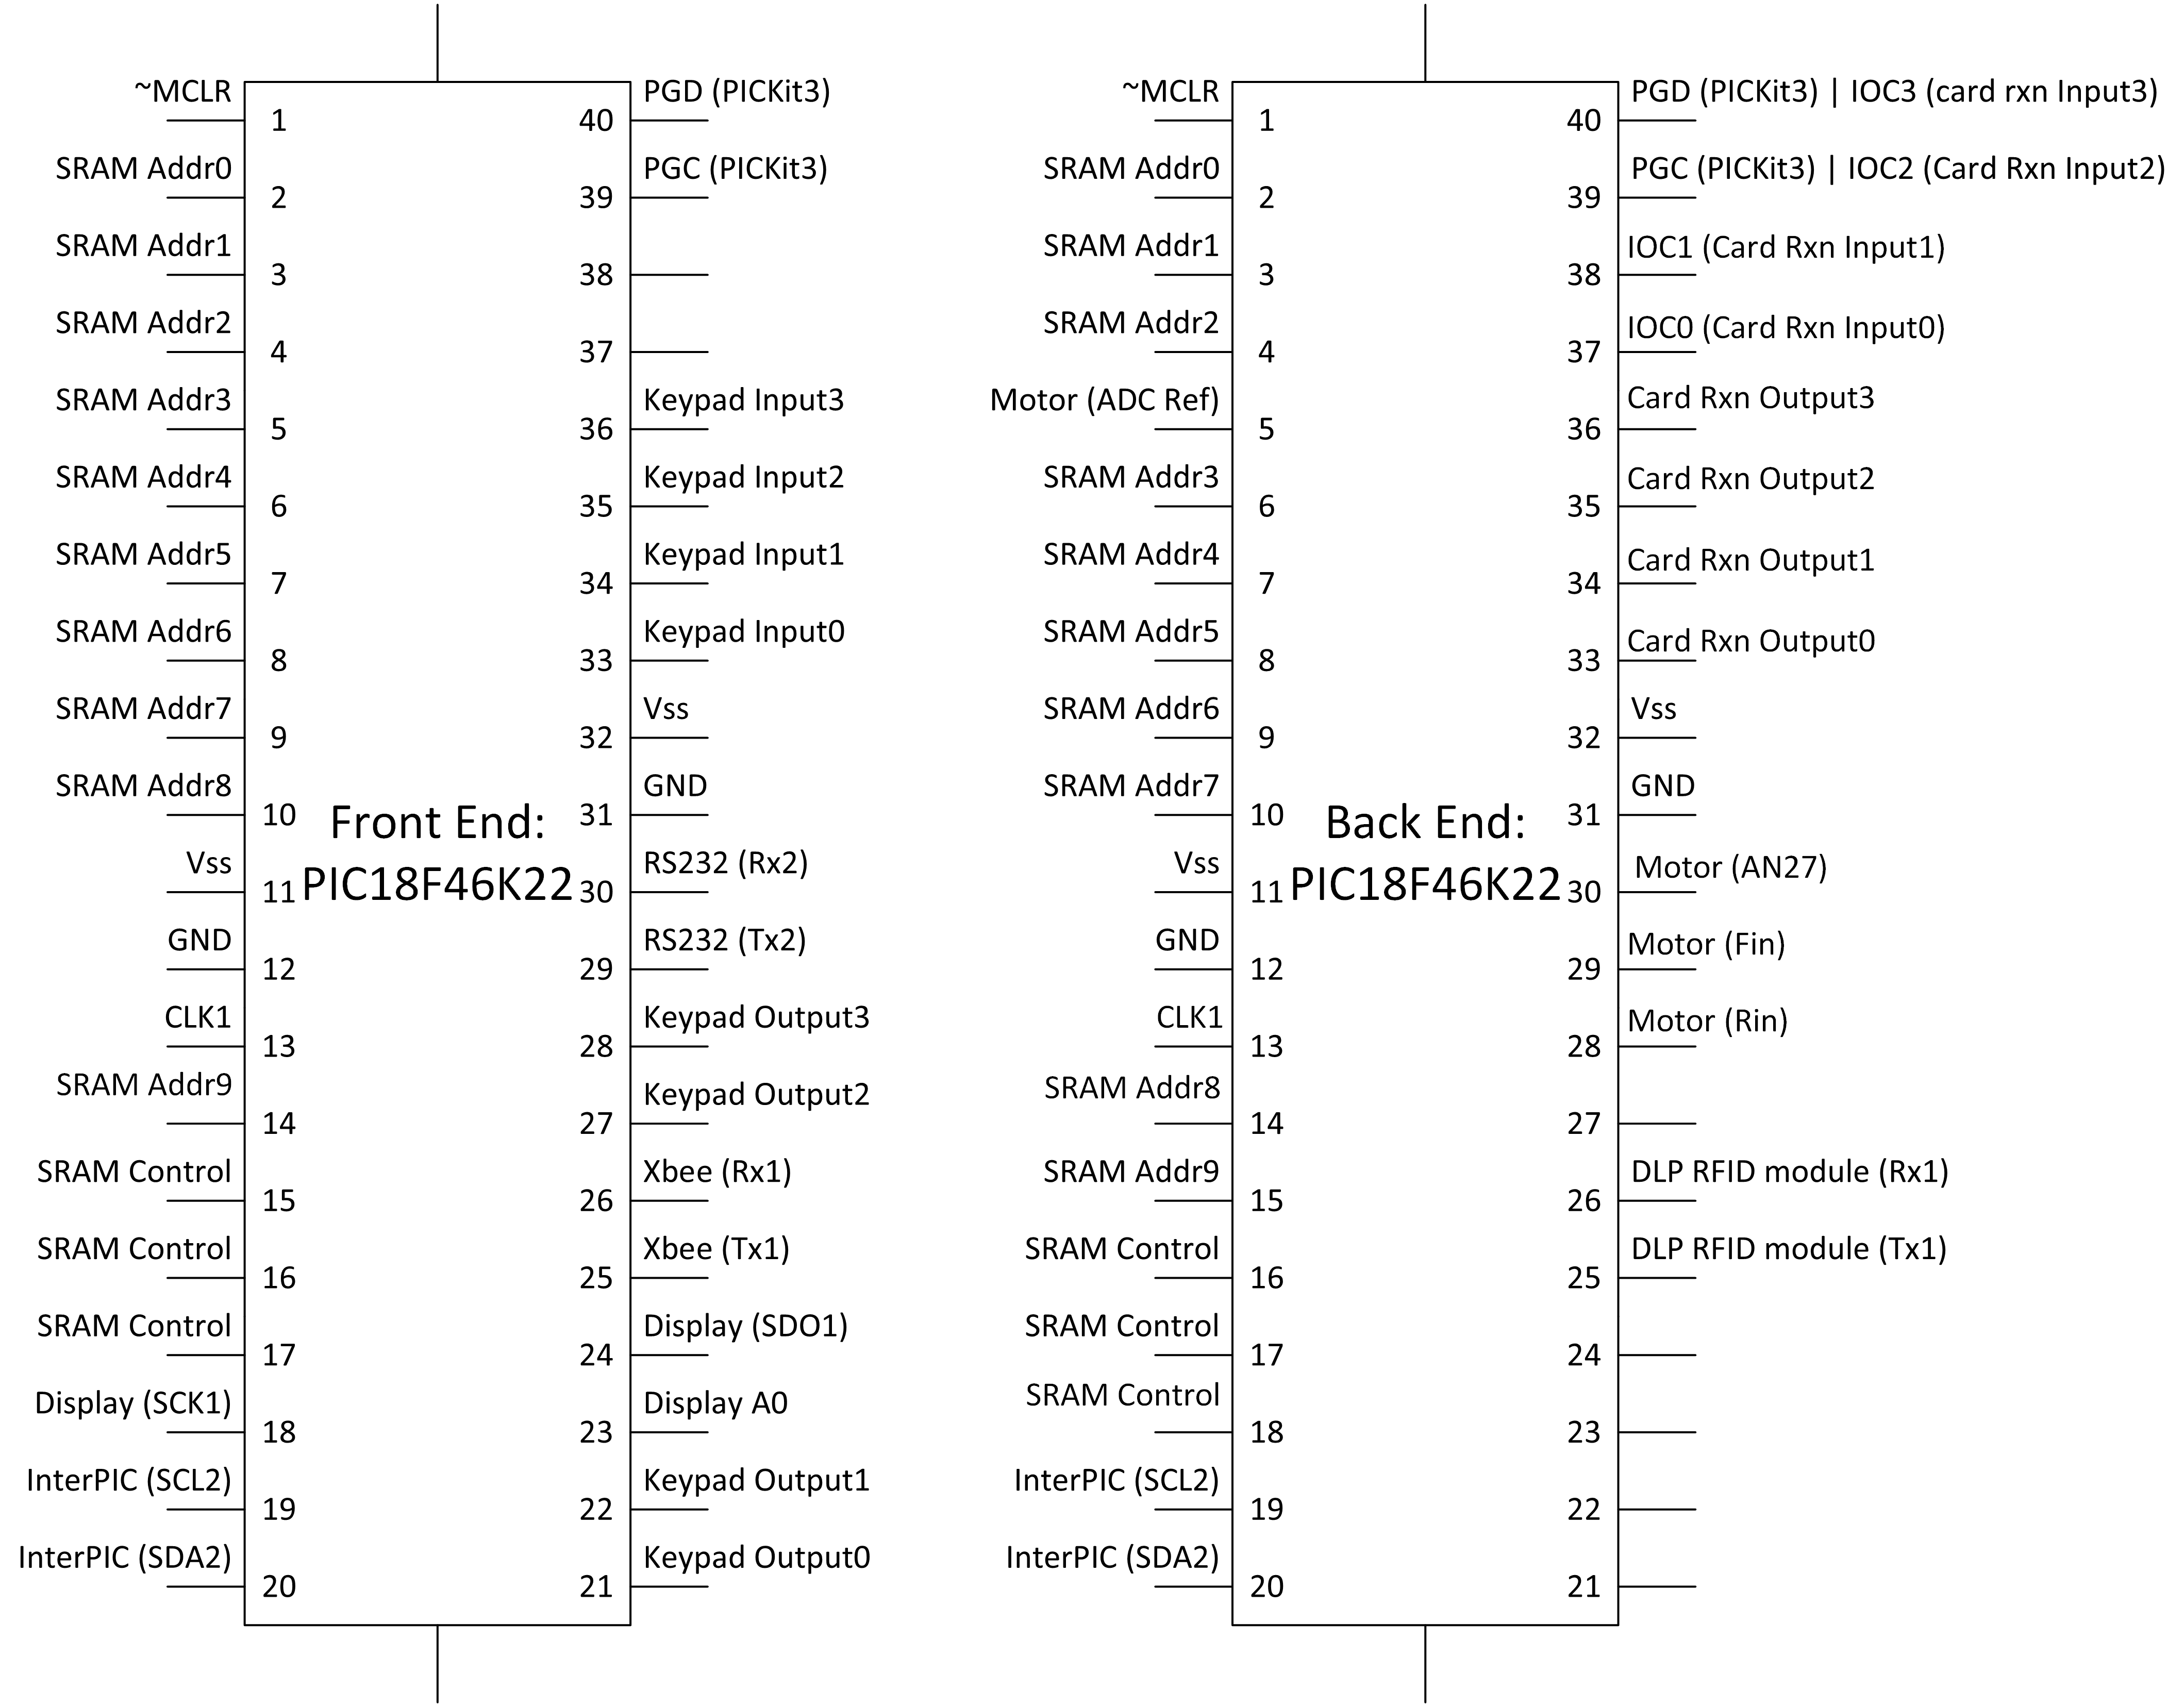 ~MCLR
1
SRAM Addr0
2
SRAM Addr1
3
SRAM Addr2
4
SRAM Addr3
5
SRAM Addr4
6
SRAM Addr5
7
SRAM Addr6
8
SRAM Addr7
9
SRAM Addr8
10
Vss
11
GND
12
CLK1
13
SRAM Addr9
14
SRAM Control
15
SRAM Control
16
SRAM Control
17
Display (SCK1)
18
InterPIC (SCL2)
19
InterPIC (SDA2)
20
Front End:
PIC18F46K22
PGD (PICKit3)
40
PGC (PICKit3)
39
38
37
Keypad Input3
36
Keypad Input2
35
Keypad Input1
34
Keypad Input0
33
Vss
32
GND
31
RS232 (Rx2)
30
RS232 (Tx2)
29
Keypad Output3
28
Keypad Output2
27
Xbee (Rx1)
26
Xbee (Tx1)
25
Display (SDO1)
24
Display A0
23
Keypad Output1
22
Keypad Output0
21
~MCLR
1
SRAM Addr0
2
SRAM Addr1
3
SRAM Addr2
4
Motor (ADC Ref)
5
SRAM Addr3
6
SRAM Addr4
7
SRAM Addr5
8
SRAM Addr6
9
SRAM Addr7
10
Vss
11
GND
12
CLK1
13
SRAM Addr8
14
SRAM Addr9
15
SRAM Control
16
SRAM Control
17
SRAM Control
18
InterPIC (SCL2)
19
InterPIC (SDA2)
20
Back End:
PIC18F46K22
PGD (PICKit3) | IOC3 (card rxn Input3)
40
PGC (PICKit3) | IOC2 (Card Rxn Input2)
39
IOC1 (Card Rxn Input1)
38
IOC0 (Card Rxn Input0)
37
Card Rxn Output3
36
Card Rxn Output2
35
Card Rxn Output1
34
Card Rxn Output0
33
Vss
32
GND
31
Motor (AN27)
30
Motor (Fin)
29
Motor (Rin)
28
27
DLP RFID module (Rx1)
26
DLP RFID module (Tx1)
25
24
23
22
21